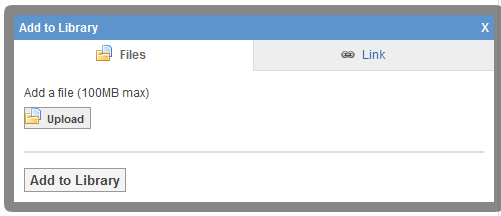 Add to Library X
Files Link
Add a file (100MB max)
Upload
Add to Library